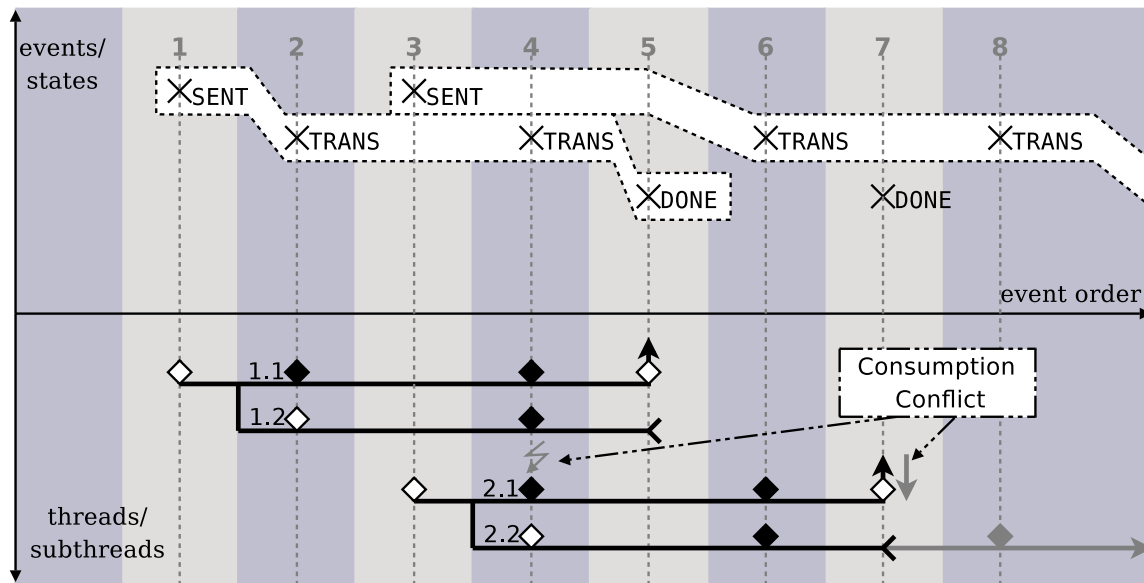 events/
states
1 2 3 4 5 6 7 8
SENT SENT
TRANS TRANS TRANS TRANS
DONE DONE
event order
Consumption
Conflict
1.1
1.2
2.1
2.2
threads/
subthreads